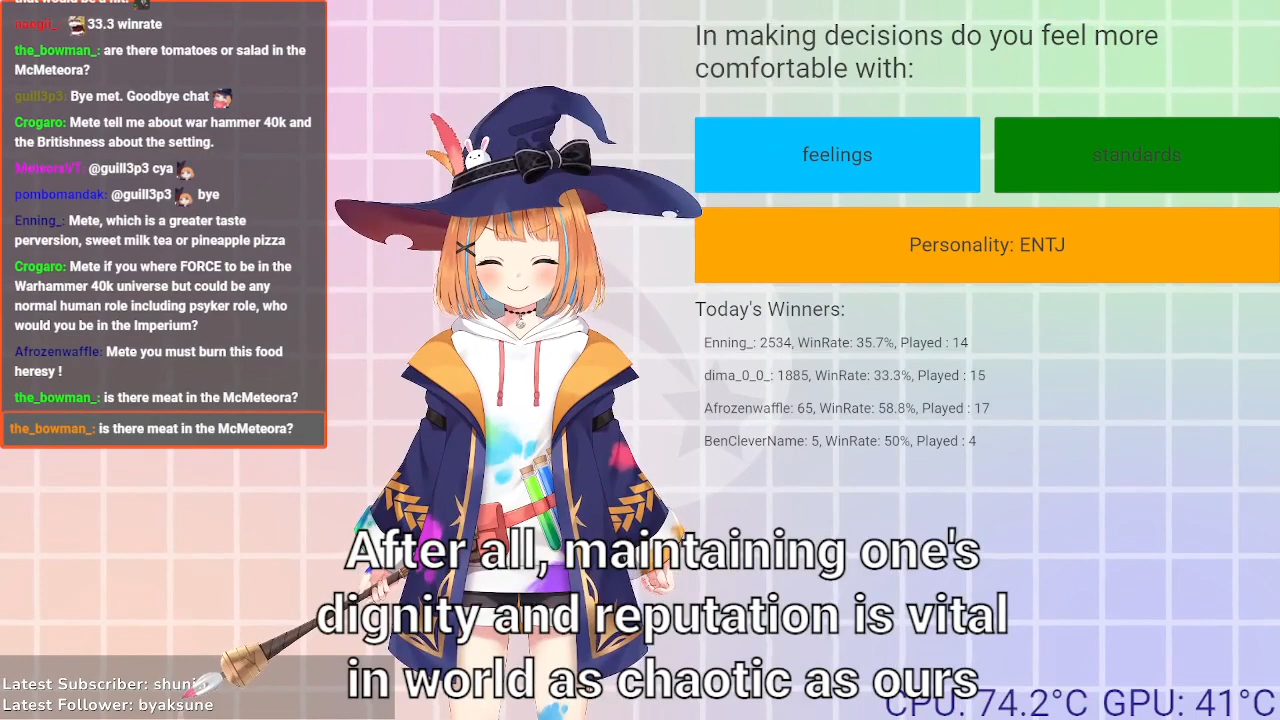 that would be a hit.
33.3 winrate
the_bowman_: are there tomatoes or salad in the
McMeteora?
guill3p3: Bye met. Goodbye chat
Crogaro: Mete tell me about war hammer 40k and
the Britishness about the setting.
MeteoraVT: @guill3p3 cya
pombomandak: @guill3p3 bye
Enning_: Mete, which is a greater taste
perversion, sweet milk tea or pineapple pizza
Crogaro: Mete if you where FORCE to be in the
Warhammer 40k universe but could be any
normal human role including psyker role, who
would you be in the Imperium?
Afrozenwaffle: Mete you must burn this food
heresy !
the_bowman_: is there meat in the McMeteora?
the_bowman_: is there meat in the McMeteora?
In making decisions do you feel more
comfortable with:
feelings
standards
Personality: ENTJ
Today's Winners:
Enning_: 2534, WinRate: 35.7%, Played : 14
dima_0_0_: 1885, WinRate: 33.3%, Played : 15
Afrozenwaffle: 65, WinRate: 58.8%, Played : 17
BenCleverName: 5, WinRate: 50%, Played : 4
After all, maintaining one's
dignity and reputation is vital
in world as chaotic as ours
Latest Subscriber: shuni
Latest Follower: byaksune
CPU: 74.2°C GPU: 41°C